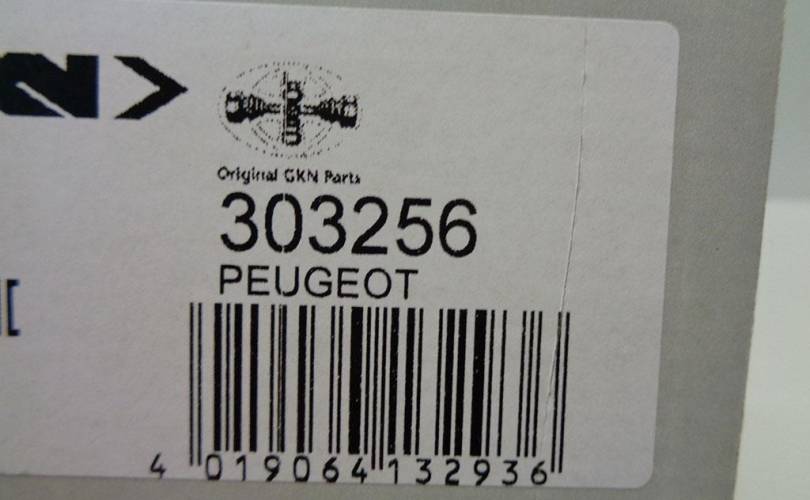 Original GKN Parts
303256
PEUGEOT
4 019064 132936